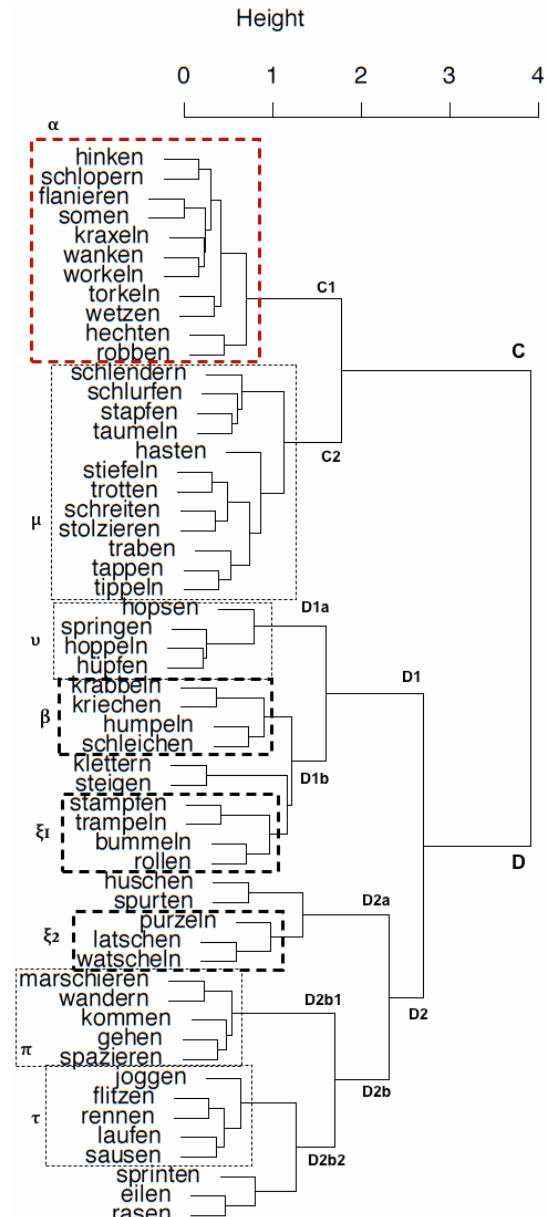 Height
0 1 2 3 4
α
hinken
schlopern
flanieren
somen
kraxeln
wanken
workeln
torkeln
wetzen
hechten
robben
C1
C
schlendern
schlurfen
stapfen
taumeln
hasten
C2
stiefeln
trotten
schreiten
stolzieren
μ
traben
tappen
tippeln
hopsen
D1a
springen
υ
hoppeln
hüpfen
D1
krabbeln
kriechen
β
humpeln
schleichen
klettern
D1b
steigen
stampfen
trampeln
ξ1
bummeln
rollen
D
huschen
spurten
D2a
purzeln
ξ2
latschen
watscheln
marschieren
wandern
D2b1
D2
kommen
gehen
π
spazieren
joggen
D2b
flitzen
rennen
τ
laufen
sausen
D2b2
sprinten
eilen
rasen